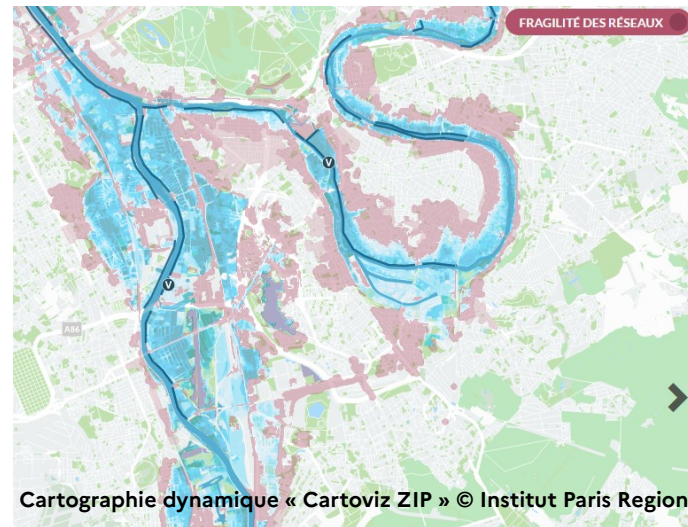 FRAGILITÉ DES RÉSEAUX
V
V
A86
Cartographie dynamique « Cartoviz ZIP » © Institut Paris Region